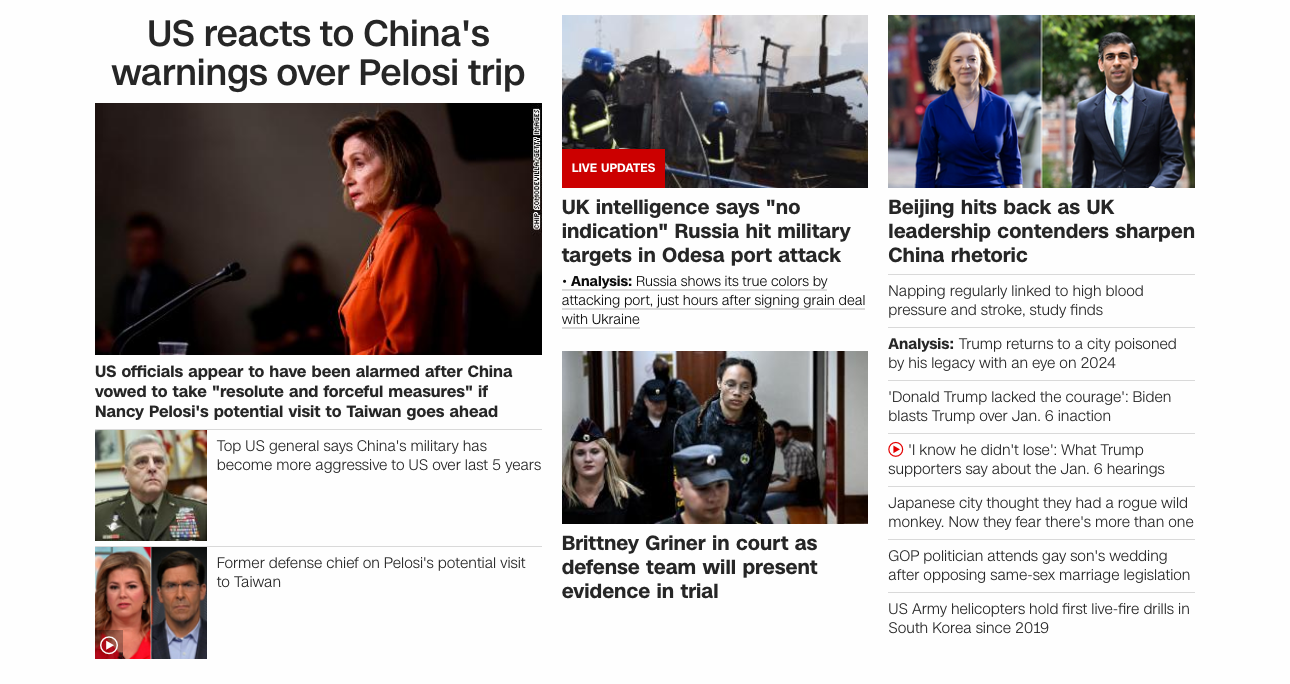 US reacts to China's
warnings over Pelosi trip
CHIP SOMODEVILLA/GETTY IMAGES
US officials appear to have been alarmed after China
vowed to take "resolute and forceful measures" if
Nancy Pelosi's potential visit to Taiwan goes ahead
Top US general says China's military has
become more aggressive to US over last 5 years
Former defense chief on Pelosi's potential visit
to Taiwan
LIVE UPDATES
UK intelligence says "no
indication" Russia hit military
targets in Odesa port attack
• Analysis: Russia shows its true colors by
attacking port, just hours after signing grain deal
with Ukraine
Brittney Griner in court as
defense team will present
evidence in trial
Beijing hits back as UK
leadership contenders sharpen
China rhetoric
Napping regularly linked to high blood
pressure and stroke, study finds
Analysis: Trump returns to a city poisoned
by his legacy with an eye on 2024
'Donald Trump lacked the courage': Biden
blasts Trump over Jan. 6 inaction
'I know he didn't lose': What Trump
supporters say about the Jan. 6 hearings
Japanese city thought they had a rogue wild
monkey. Now they fear there's more than one
GOP politician attends gay son's wedding
after opposing same-sex marriage legislation
US Army helicopters hold first live-fire drills in
South Korea since 2019